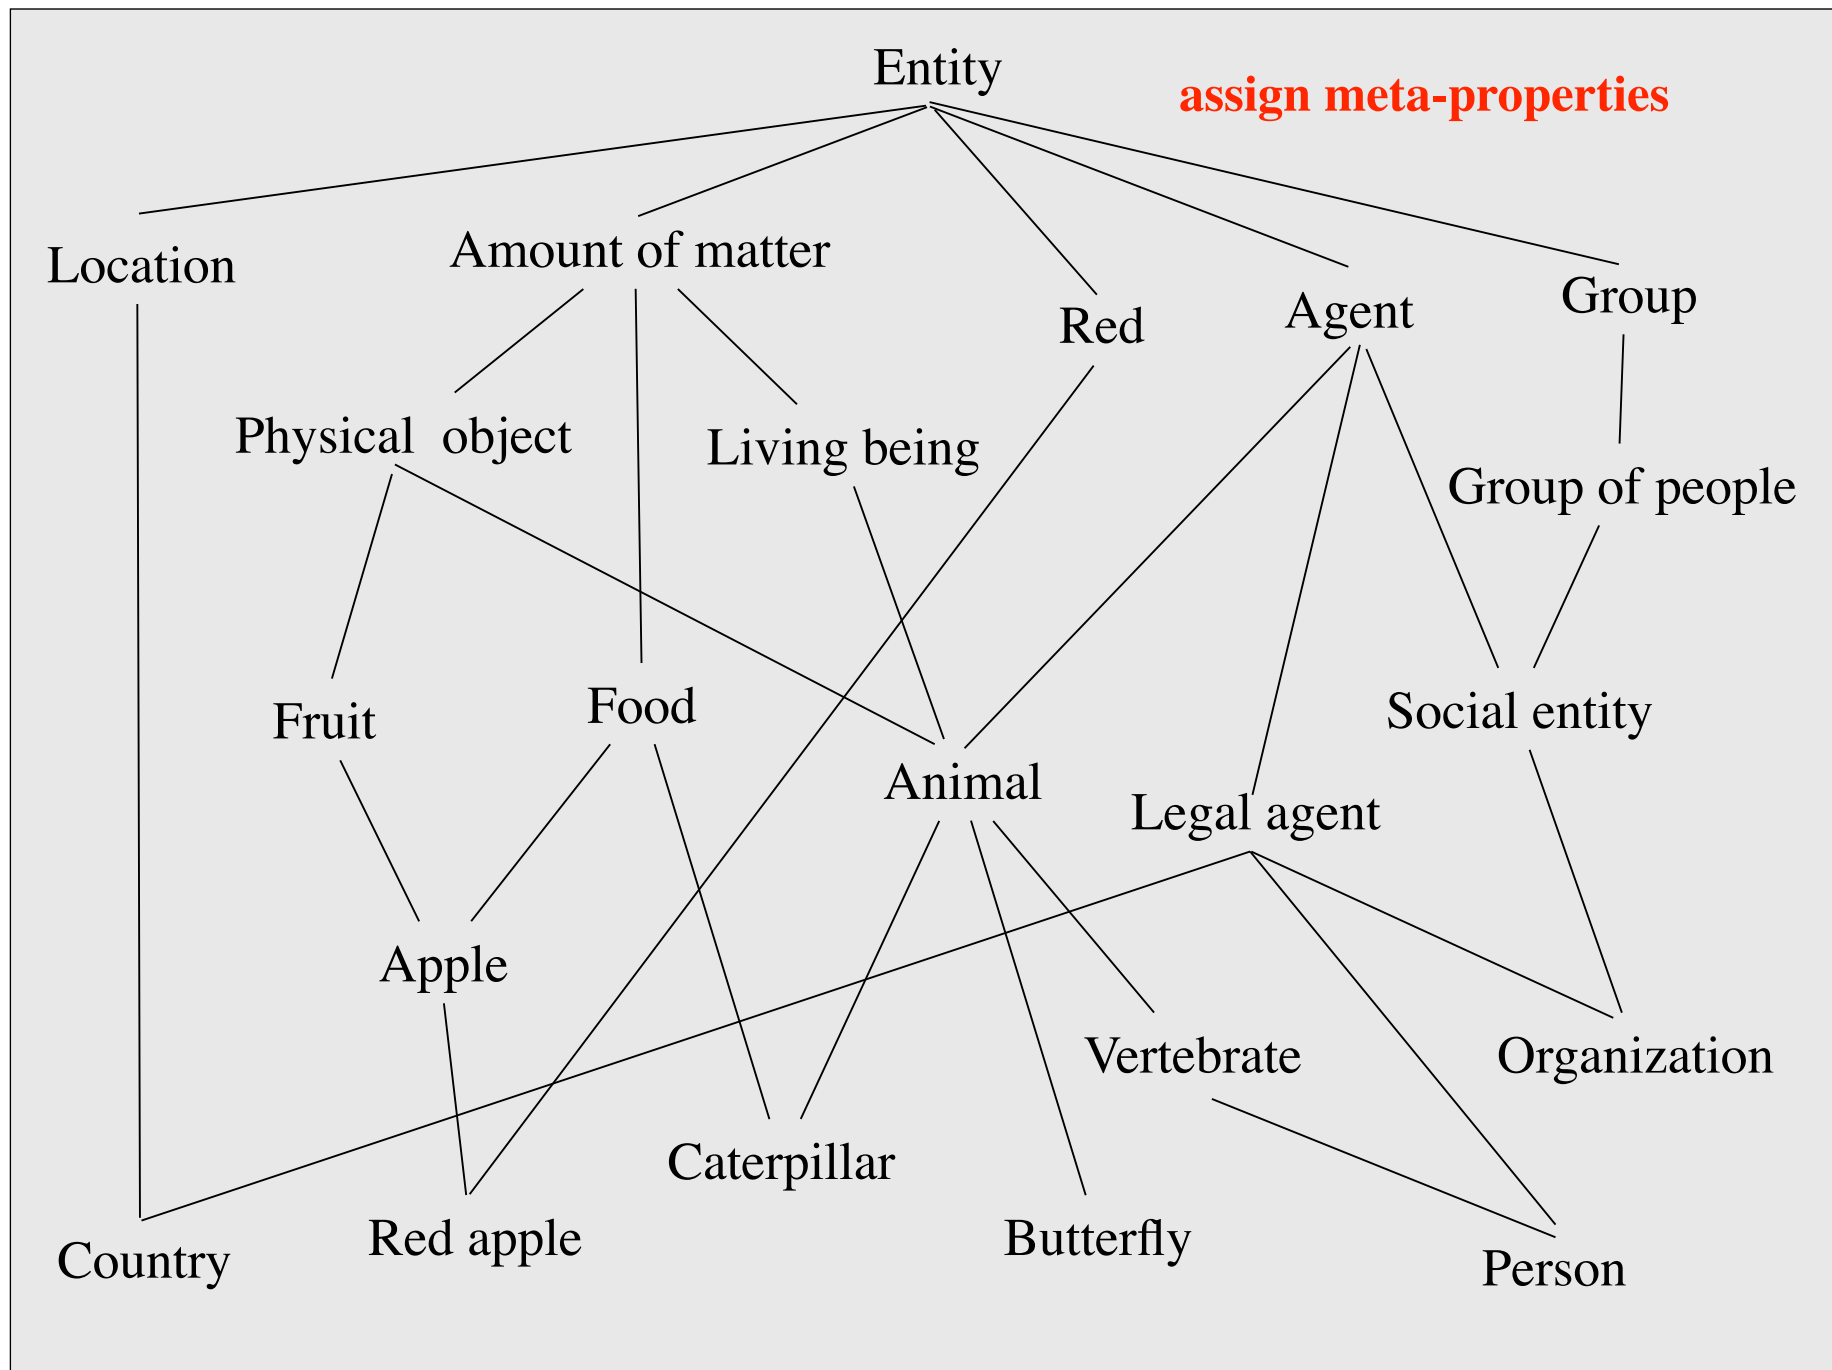 Entity
assign meta-properties
Location
Amount of matter
Red
Agent
Group
Physical object
Living being
Group of people
Fruit
Food
Animal
Legal agent
Social entity
Apple
Vertebrate
Organization
Caterpillar
Country
Red apple
Butterfly
Person